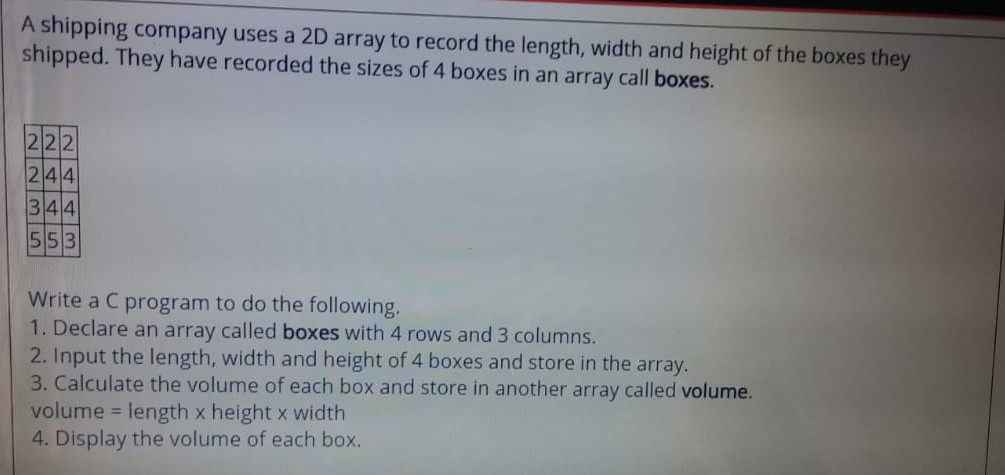 A shipping company uses a 2D array to record the length, width and height of the boxes they
shipped. They have recorded the sizes of 4 boxes in an array call boxes.
2 2 2
2 4 4
3 4 4
5 5 3
Write a C program to do the following.
1. Declare an array called boxes with 4 rows and 3 columns.
2. Input the length, width and height of 4 boxes and store in the array.
3. Calculate the volume of each box and store in another array called volume.
volume = length x height x width
4. Display the volume of each box.